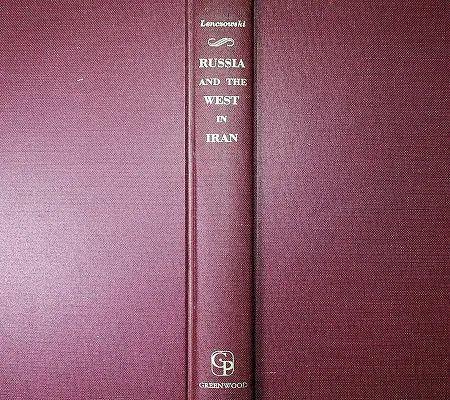 Lenczowski
RUSSIA
AND THE
WEST
IN
IRAN
GP
GREENWOOD